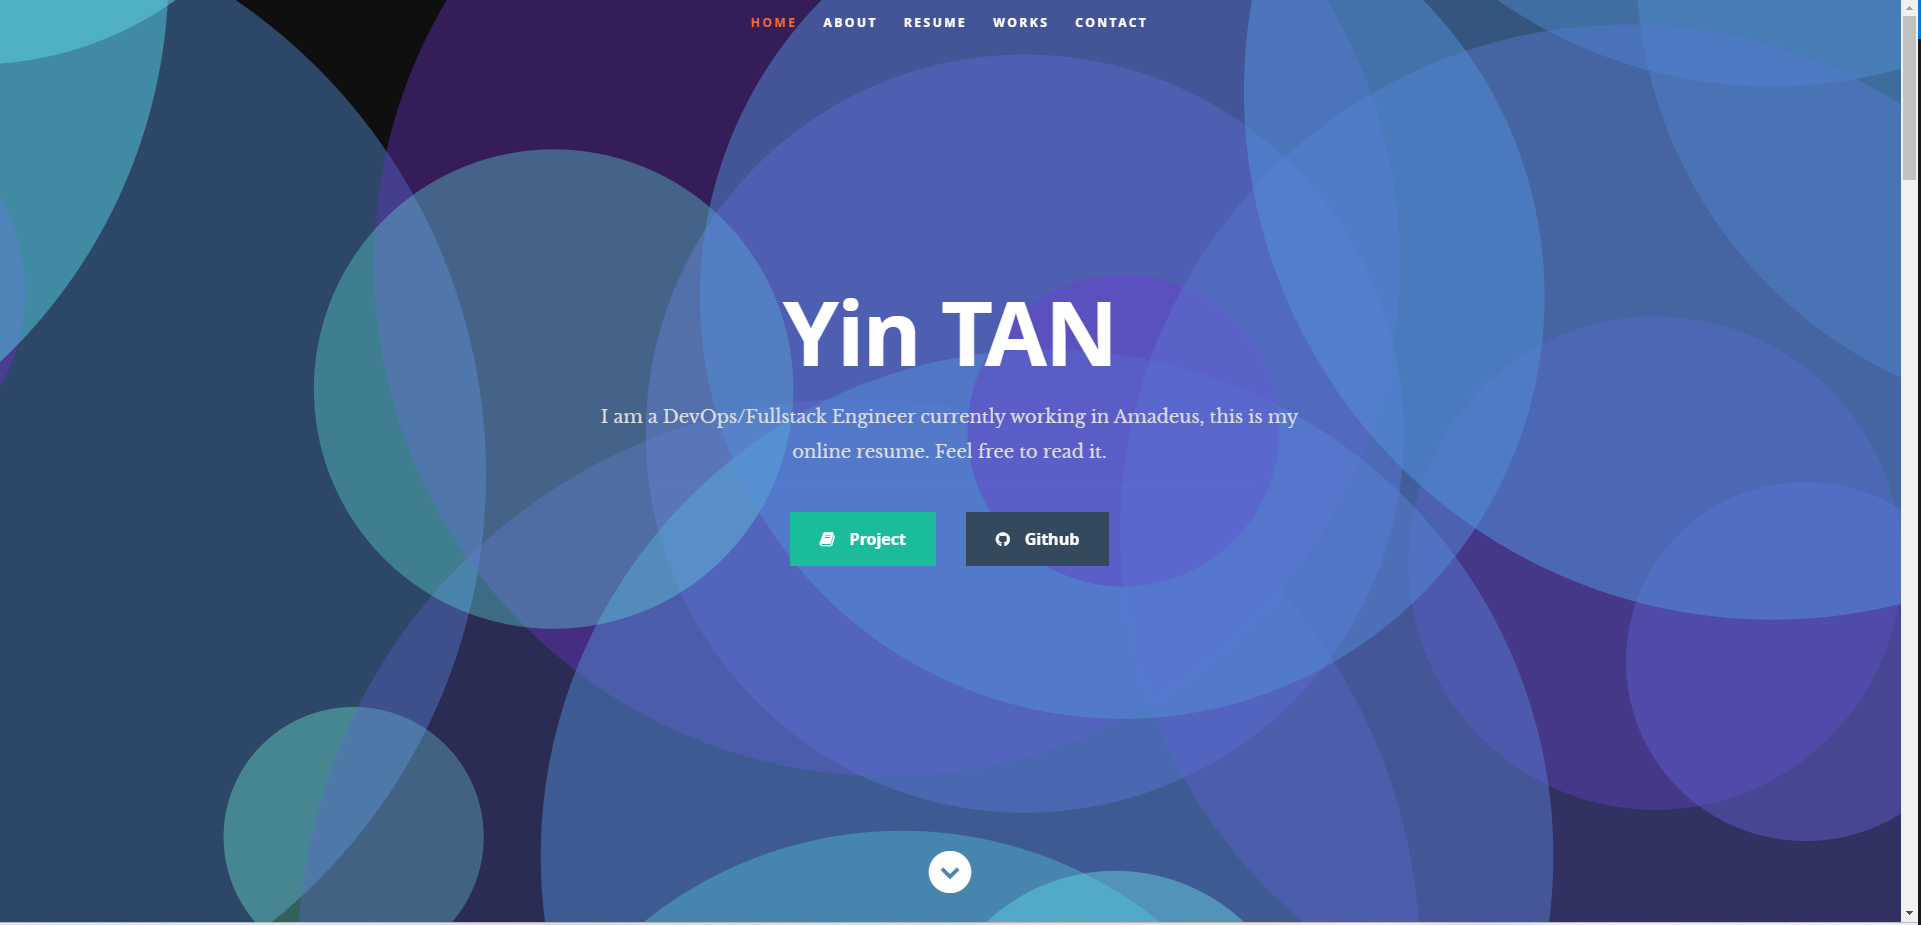 HOME ABOUT RESUME WORKS CONTACT
Yin TAN
I am a DevOps/Fullstack Engineer currently working in Amadeus, this is my
online resume. Feel free to read it.
Project Github